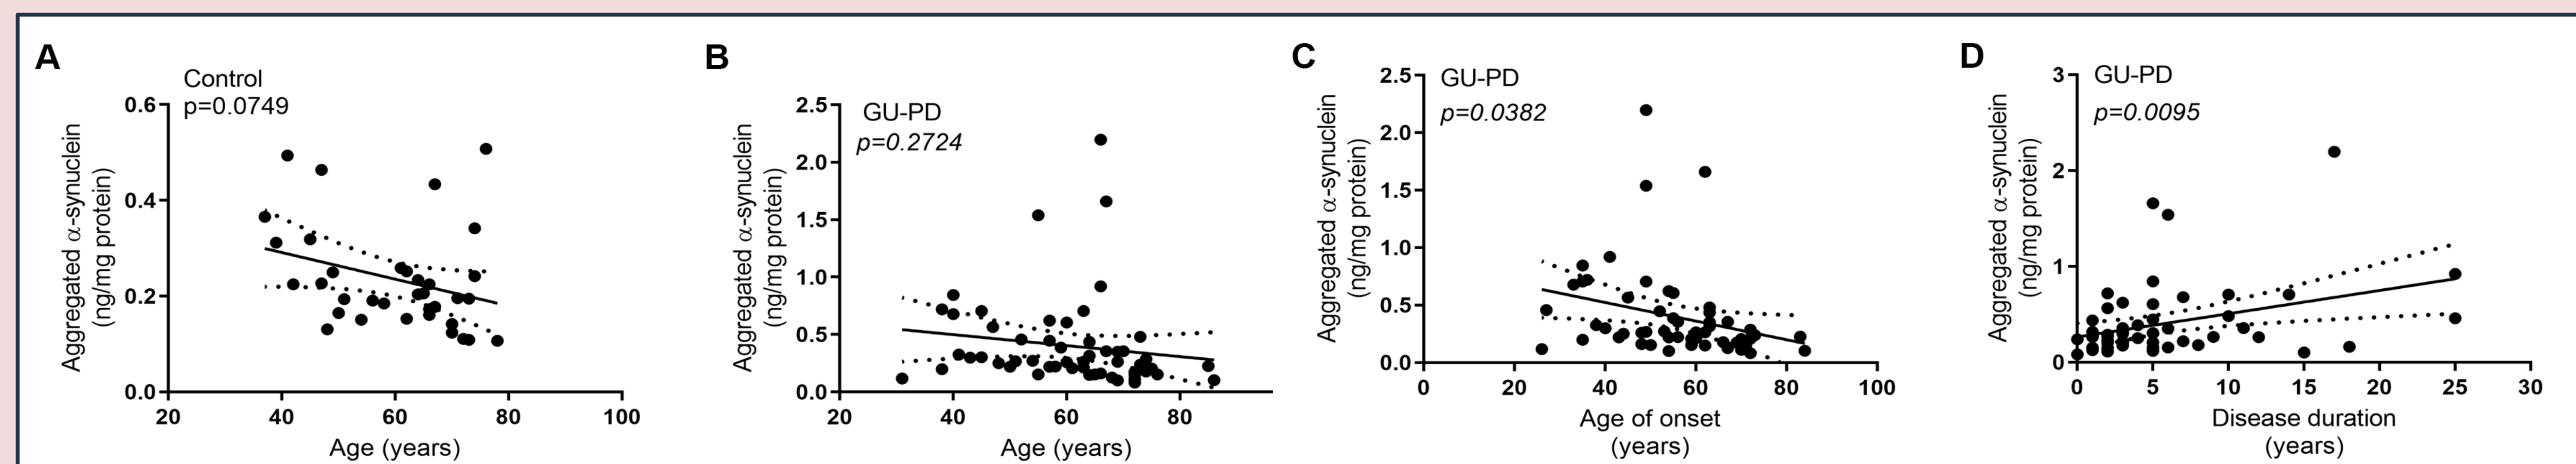 A
Control
p=0.0749
Aggregated α-synuclein
(ng/mg protein)
0.6
0.4
0.2
0.0
20 40 60 80 100
Age (years)
B
GU-PD
p=0.2724
Aggregated α-synuclein
(ng/mg protein)
2.5
2.0
1.5
1.0
0.5
0.0
20 40 60 80
Age (years)
C
GU-PD
p=0.0382
Aggregated α-synuclein
(ng/mg protein)
2.5
2.0
1.5
1.0
0.5
0.0
0 20 40 60 80 100
Age of onset
(years)
D
GU-PD
p=0.0095
Aggregated α-synuclein
(ng/mg protein)
3
2
1
0
0 5 10 15 20 25 30
Disease duration
(years)